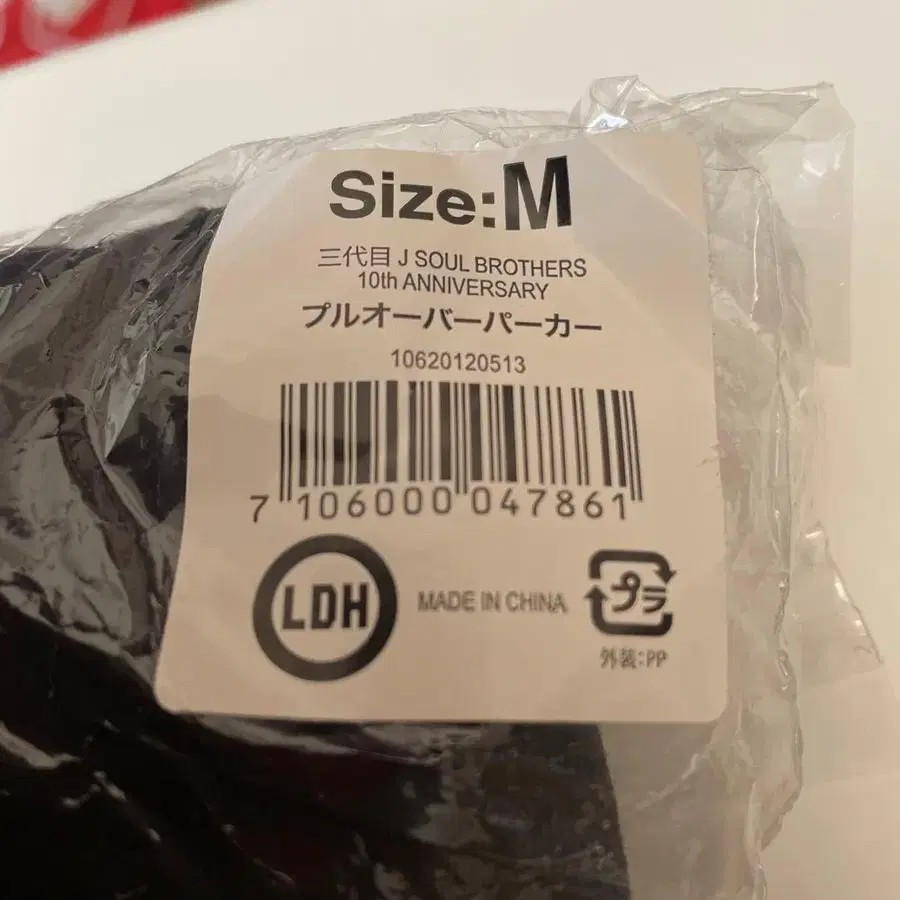 Size:M
三代目 J SOUL BROTHERS
10th ANNIVERSARY
プルオーバーパーカー
10620120513
7 106000 047861
LDH
MADE IN CHINA
プラ
外装:PP